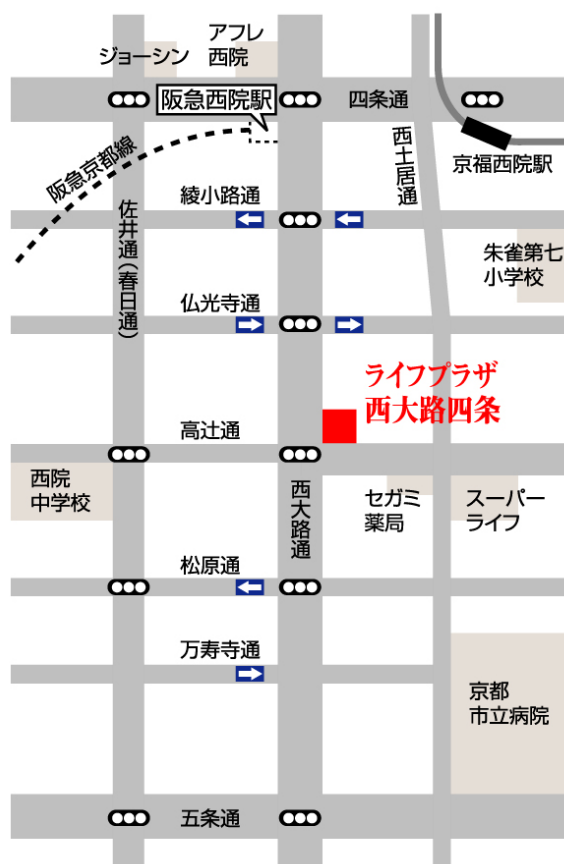 アフレ
西院
ジョーシン
阪急西院駅
四条通
京福西院駅
西土居通
阪急京都線
綾小路通
佐井通(春日通)
朱雀第七
小学校
仏光寺通
ライフプラザ
西大路四条
高辻通
西院
中学校
西大路通
セガミ
薬局
スーパー
ライフ
松原通
万寿寺通
京都
市立病院
五条通